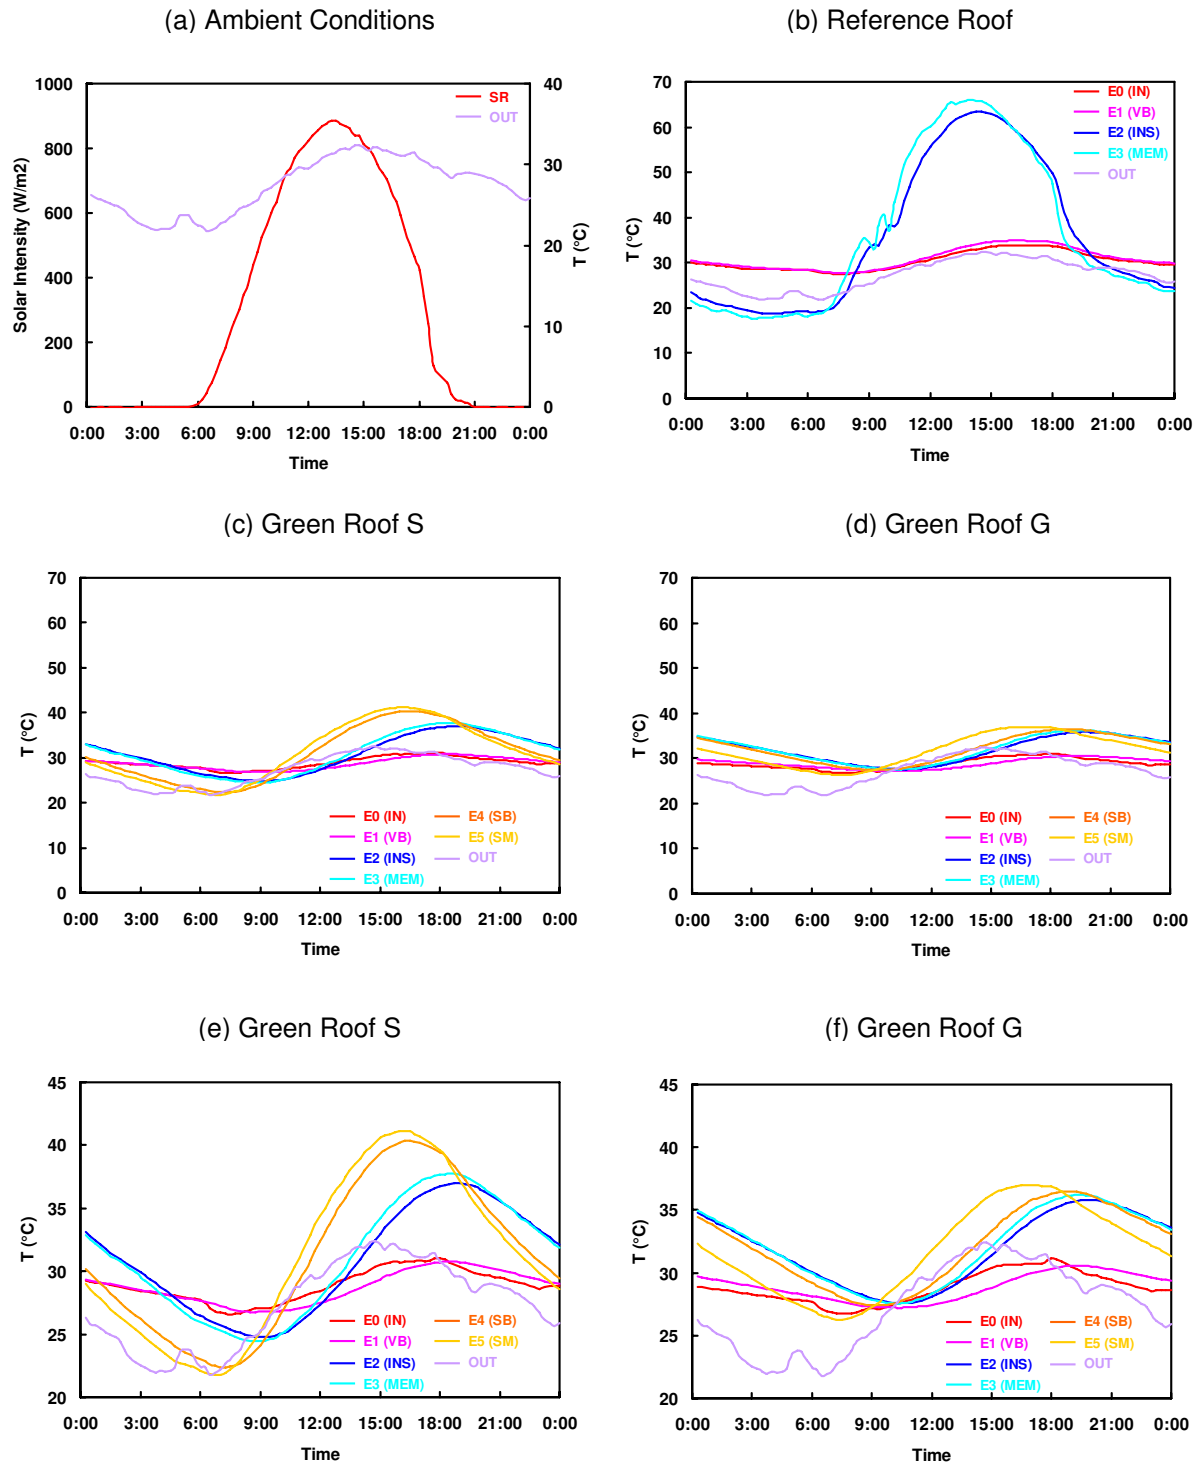 (a) Ambient Conditions
1000
800
600
400
200
0
Solar Intensity (W/m2)
40
30
20
10
0
T (°C)
SR
OUT
0:00 3:00 6:00 9:00 12:00 15:00 18:00 21:00 0:00
Time
(b) Reference Roof
70
60
50
40
30
20
10
0
T (°C)
E0 (IN)
E1 (VB)
E2 (INS)
E3 (MEM)
OUT
0:00 3:00 6:00 9:00 12:00 15:00 18:00 21:00 0:00
Time
(c) Green Roof S
70
60
50
40
30
20
10
0
T (°C)
E0 (IN) E4 (SB)
E1 (VB) E5 (SM)
E2 (INS) OUT
E3 (MEM)
0:00 3:00 6:00 9:00 12:00 15:00 18:00 21:00 0:00
Time
(d) Green Roof G
70
60
50
40
30
20
10
0
T (°C)
E0 (IN) E4 (SB)
E1 (VB) E5 (SM)
E2 (INS) OUT
E3 (MEM)
0:00 3:00 6:00 9:00 12:00 15:00 18:00 21:00 0:00
Time
(e) Green Roof S
45
40
35
30
25
20
T (°C)
E0 (IN) E4 (SB)
E1 (VB) E5 (SM)
E2 (INS) OUT
E3 (MEM)
0:00 3:00 6:00 9:00 12:00 15:00 18:00 21:00 0:00
Time
(f) Green Roof G
45
40
35
30
25
20
T (°C)
E0 (IN) E4 (SB)
E1 (VB) E5 (SM)
E2 (INS) OUT
E3 (MEM)
0:00 3:00 6:00 9:00 12:00 15:00 18:00 21:00 0:00
Time